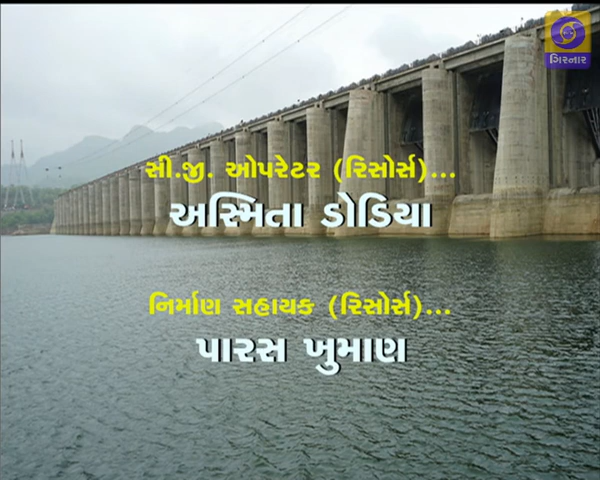 ગિરનાર
સી.જી. ઓપરેટર (રિસોર્સ)...
અસ્મિતા ડોડિયા
નિર્માણ સહાયક (રિસોર્સ)...
પારસ ખુમાણ